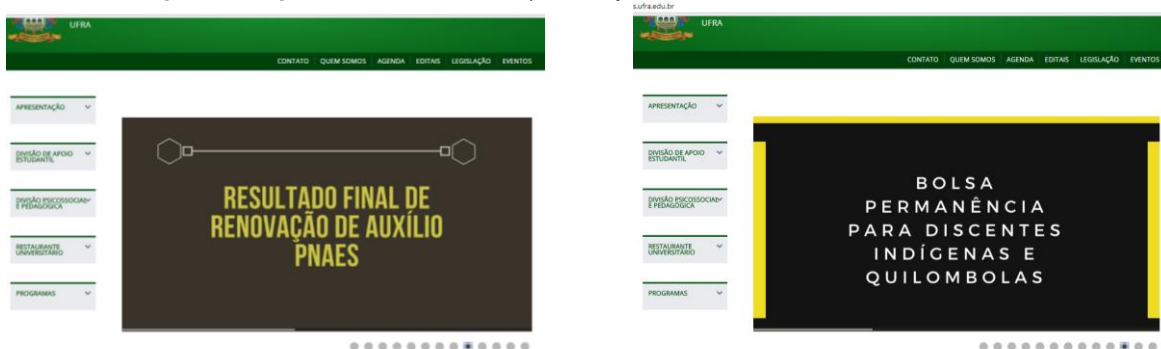 UFRA
CONTATO QUEM SOMOS AGENDA EDITAIS LEGISLAÇÃO EVENTOS
APRESENTAÇÃO
DIVISÃO DE APOIO
ESTUDANTIL
DIVISÃO PSICOSSOCIAL
E PEDAGÓGICA
RESTAURANTE
UNIVERSITÁRIO
PROGRAMAS
RESULTADO FINAL DE
RENOVAÇÃO DE AUXÍLIO
PNAES
s.ufra.edu.br
UFRA
CONTATO QUEM SOMOS AGENDA EDITAIS LEGISLAÇÃO EVENTOS
APRESENTAÇÃO
DIVISÃO DE APOIO
ESTUDANTIL
DIVISÃO PSICOSSOCIAL
E PEDAGÓGICA
RESTAURANTE
UNIVERSITÁRIO
PROGRAMAS
BOLSA
PERMANÊNCIA
PARA DISCENTES
INDÍGENAS E
QUILOMBOLAS